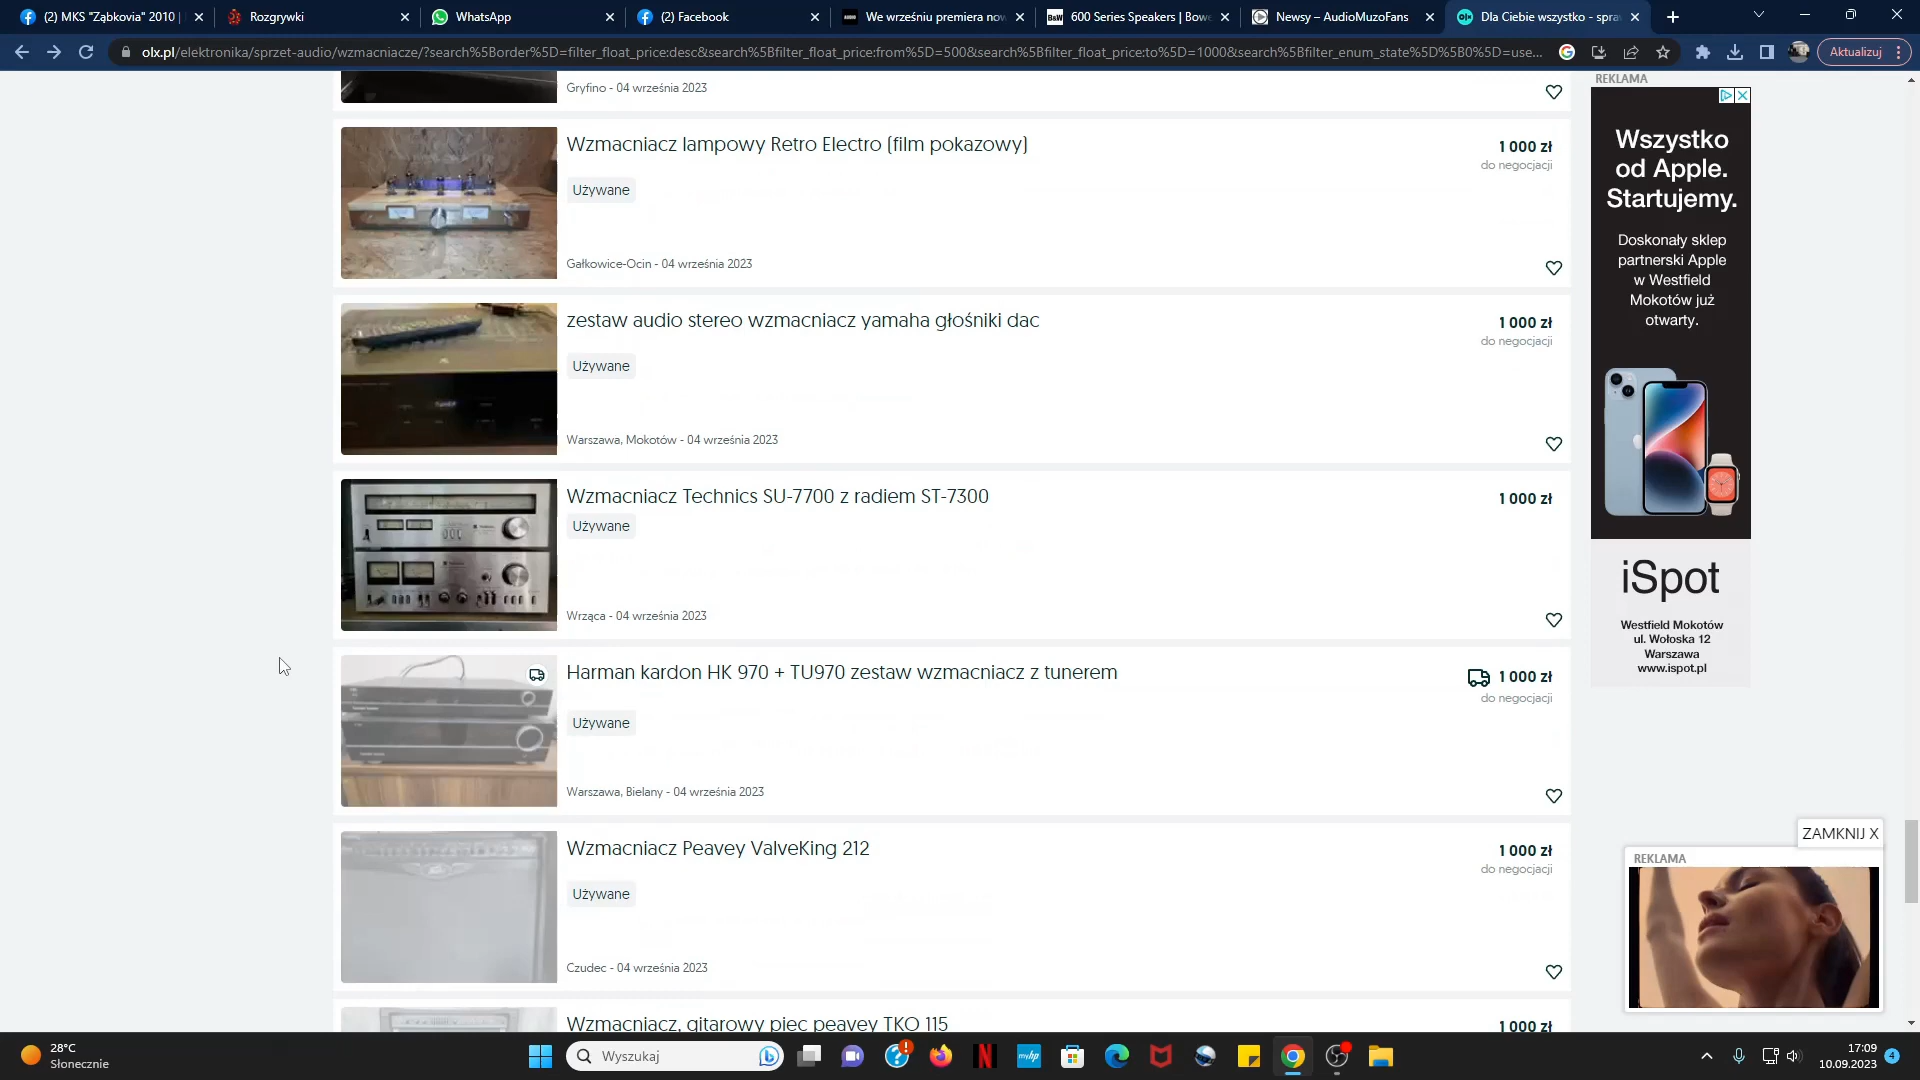 (2) MKS "Ząbkovia" 2010 |
Rozgrywki
WhatsApp
(2) Facebook
We wrześniu premiera now
600 Series Speakers | Bowe
Newsy – AudioMuzoFans
Dla Ciebie wszystko - spra
olx.pl/elektronika/sprzet-audio/wzmacniacze/?search%5Border%5D=filter_float_price:desc&search%5Bfilter_float_price:from%5D=500&search%5Bfilter_float_price:to%5D=1000&search%5Bfilter_enum_state%5D%5B0%5D=use...
Aktualizuj
Gryfino - 04 września 2023
Wzmacniacz lampowy Retro Electro (film pokazowy)
1 000 zł
do negocjacji
Używane
Gałkowice-Ocin - 04 września 2023
zestaw audio stereo wzmacniacz yamaha głośniki dac
1 000 zł
do negocjacji
Używane
Warszawa, Mokotów - 04 września 2023
Wzmacniacz Technics SU-7700 z radiem ST-7300
1 000 zł
Używane
Wrząca - 04 września 2023
Harman kardon HK 970 + TU970 zestaw wzmacniacz z tunerem
1 000 zł
do negocjacji
Używane
Warszawa, Bielany - 04 września 2023
Wzmacniacz Peavey ValveKing 212
1 000 zł
do negocjacji
Używane
Czudec - 04 września 2023
Wzmacniacz, gitarowy piec peavey TKO 115
1 000 zł
REKLAMA
Wszystko
od Apple.
Startujemy.
Doskonały sklep
partnerski Apple
w Westfield
Mokotów już
otwarty.
iSpot
Westfield Mokotów
ul. Wołoska 12
Warszawa
www.ispot.pl
ZAMKNIJ X
REKLAMA
28°C
Słonecznie
Wyszukaj
17:09
10.09.2023
4